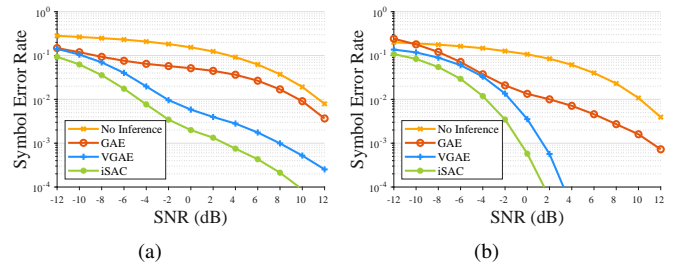 Symbol Error Rate
10^0
10^-1
10^-2
10^-3
10^-4
No Inference
GAE
VGAE
iSAC
-12 -10 -8 -6 -4 -2 0 2 4 6 8 10 12
SNR (dB)
(a)
Symbol Error Rate
10^0
10^-1
10^-2
10^-3
10^-4
No Inference
GAE
VGAE
iSAC
-12 -10 -8 -6 -4 -2 0 2 4 6 8 10 12
SNR (dB)
(b)